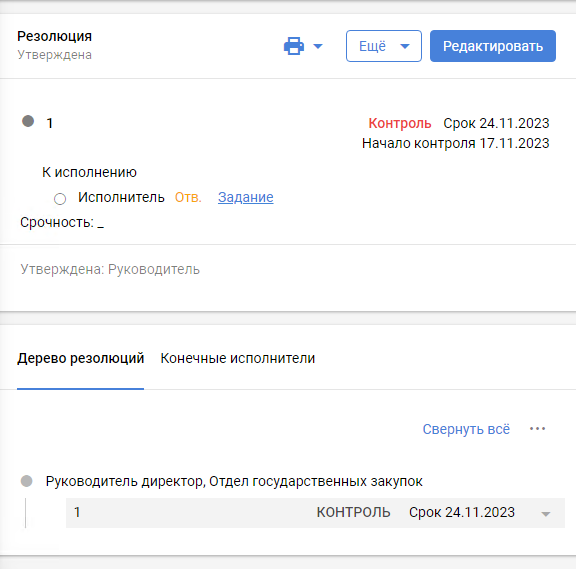 Резолюция
Утверждена
Ещё
Редактировать
1
Контроль Срок 24.11.2023
Начало контроля 17.11.2023
К исполнению
Исполнитель Отв. Задание
Срочность: _
Утверждена: Руководитель
Дерево резолюций Конечные исполнители
Свернуть всё
Руководитель директор, Отдел государственных закупок
1 КОНТРОЛЬ Срок 24.11.2023